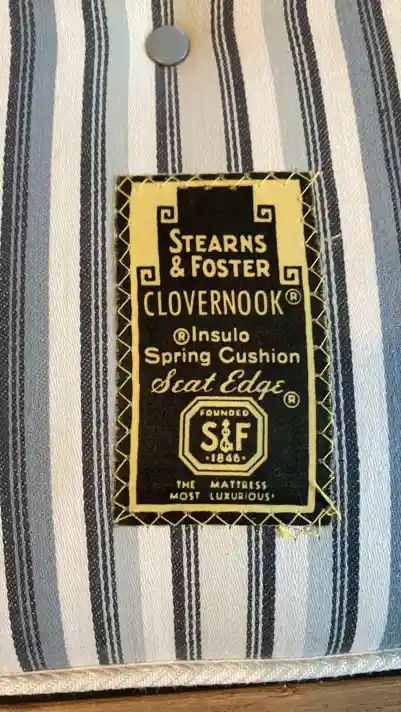 STEARNS
& FOSTER
CLOVERNOOK®
®Insulo
Spring Cushion
Seat Edge®
FOUNDED
S&F
·1846·
THE MATTRESS
MOST LUXURIOUS'